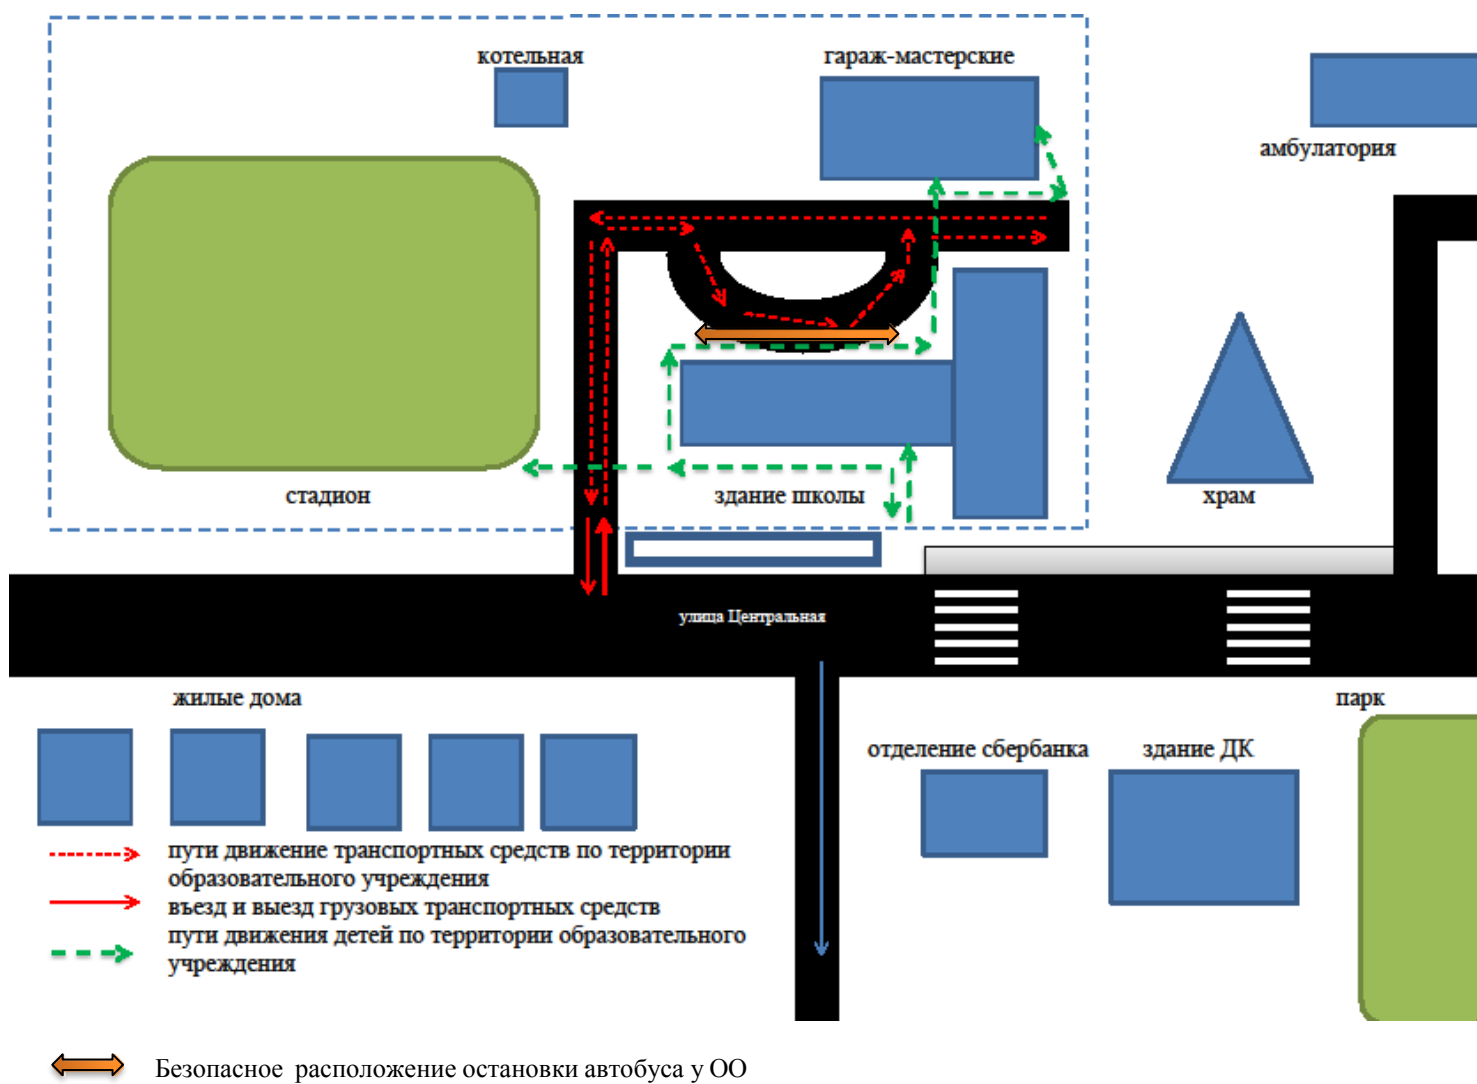 котельная
гараж-мастерские
амбулатория
стадион
здание школы
храм
улица Центральная
жилые дома
парк
отделение сбербанка
здание ДК
пути движение транспортных средств по территории
образовательного учреждения
въезд и выезд грузовых транспортных средств
пути движения детей по территории образовательного
учреждения
Безопасное расположение остановки автобуса у ОО